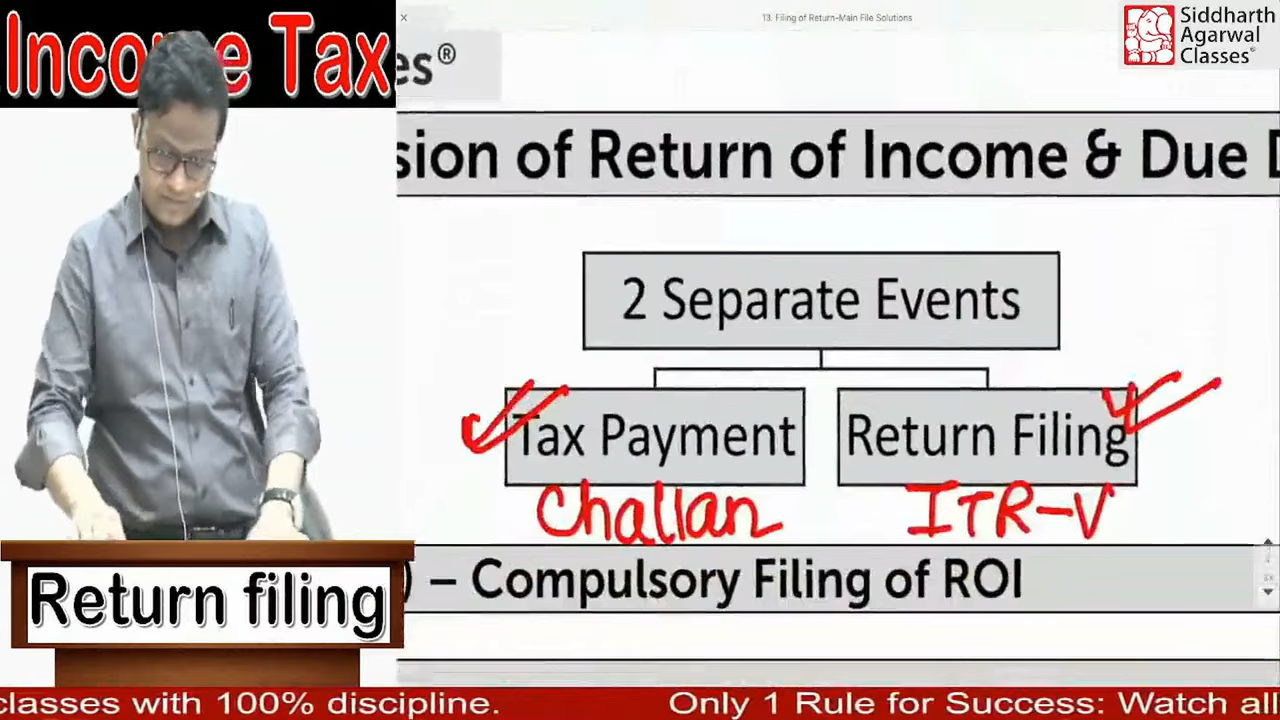 Income Tax
es®
13. Filing of Return-Main File Solutions
Siddharth
Agarwal
Classes®
sion of Return of Income & Due D
2 Separate Events
Tax Payment
Return Filing
Challan
ITR-V
) – Compulsory Filing of ROI
Return filing
classes with 100% discipline.
Only 1 Rule for Success: Watch all